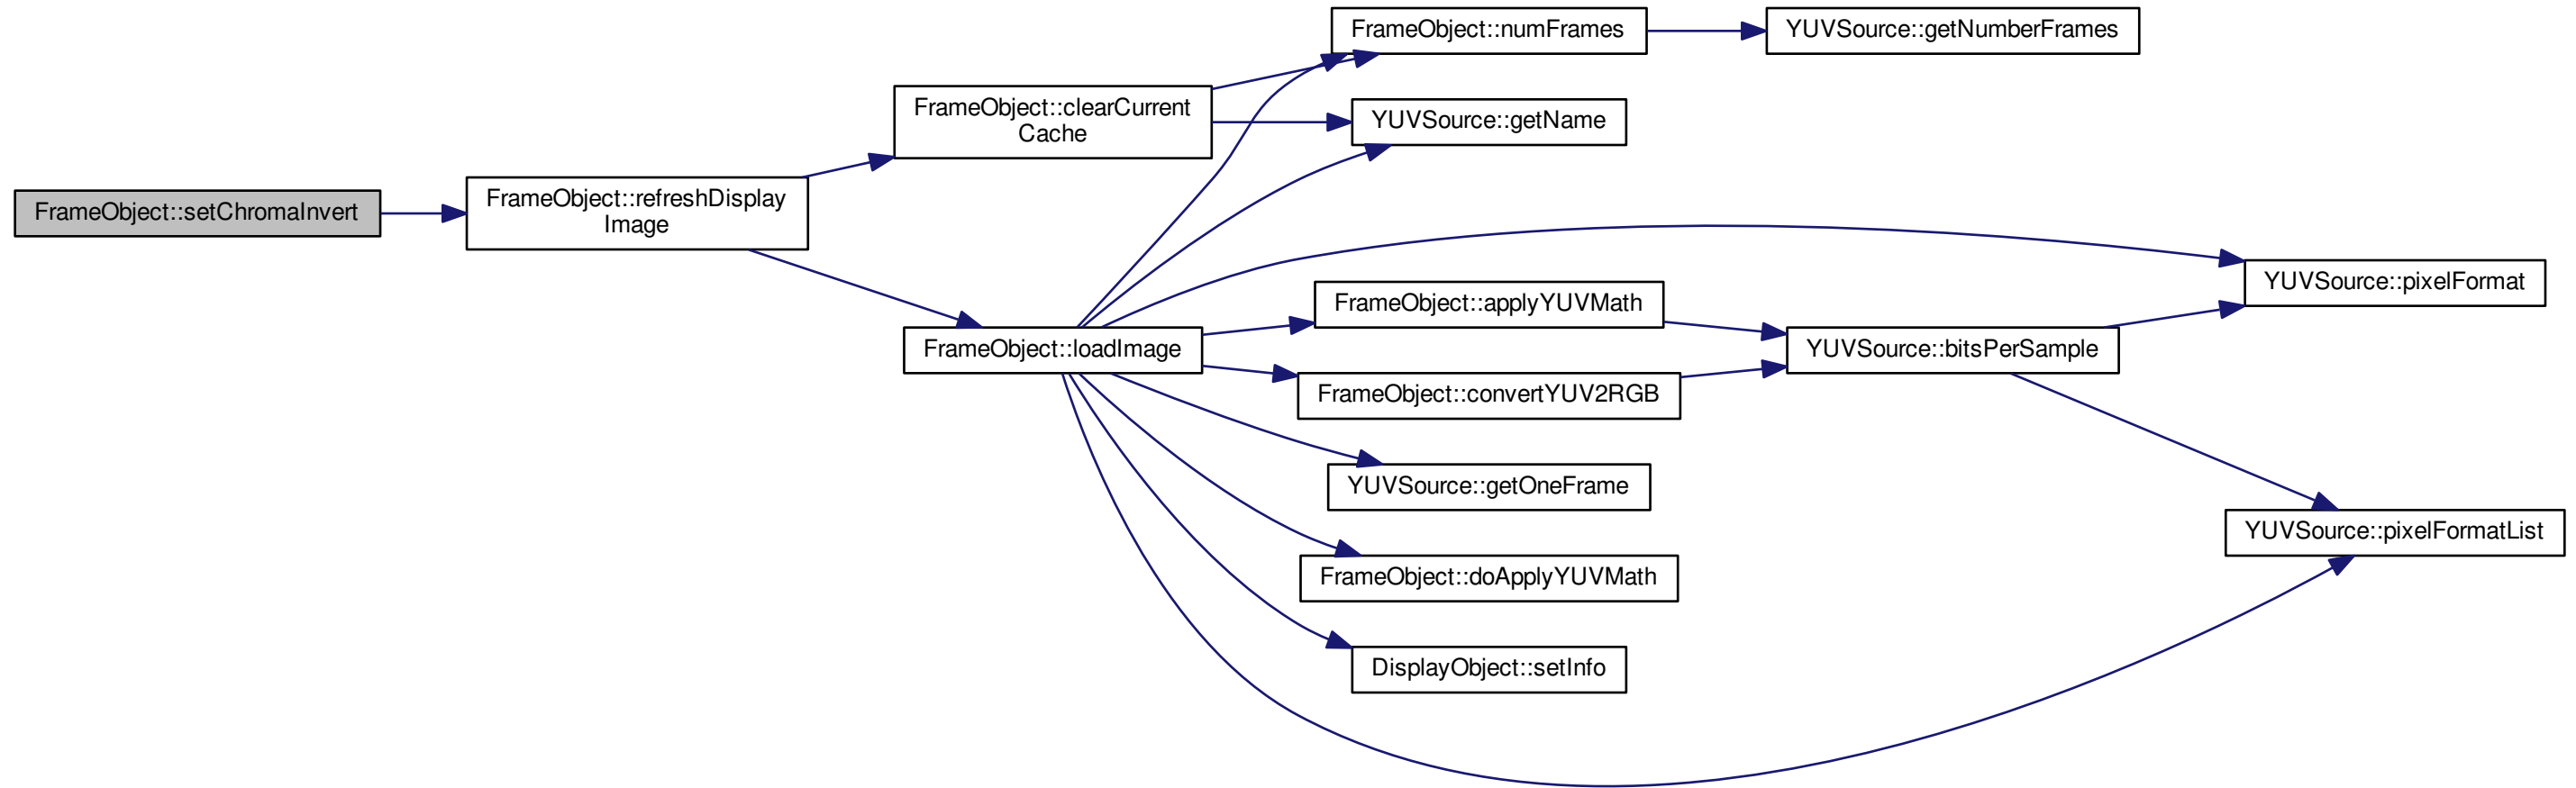 FrameObject::setChromaInvert
FrameObject::refreshDisplay
Image
FrameObject::clearCurrent
Cache
FrameObject::loadImage
FrameObject::numFrames
YUVSource::getName
FrameObject::applyYUVMath
FrameObject::convertYUV2RGB
YUVSource::getOneFrame
FrameObject::doApplyYUVMath
DisplayObject::setInfo
YUVSource::getNumberFrames
YUVSource::bitsPerSample
YUVSource::pixelFormat
YUVSource::pixelFormatList